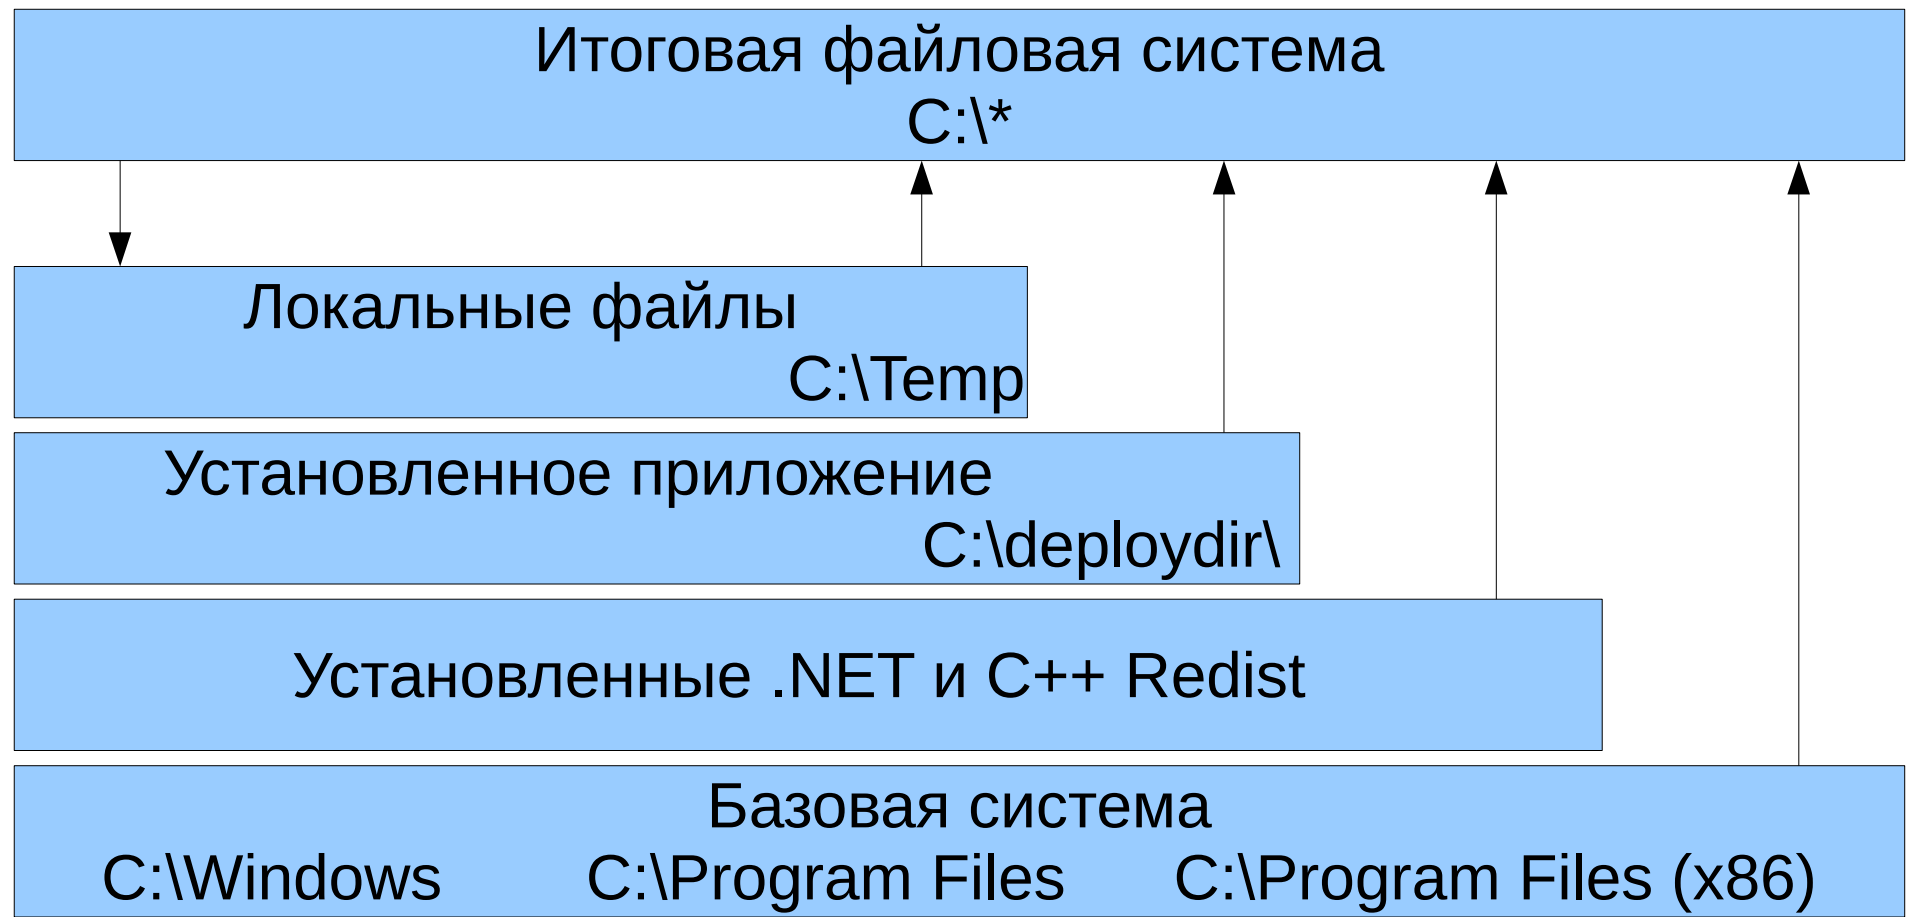 Итоговая файловая система
C:\*
Локальные файлы
C:\Temp
Установленное приложение
C:\deploydir\
Установленные .NET и C++ Redist
Базовая система
C:\Windows C:\Program Files C:\Program Files (x86)